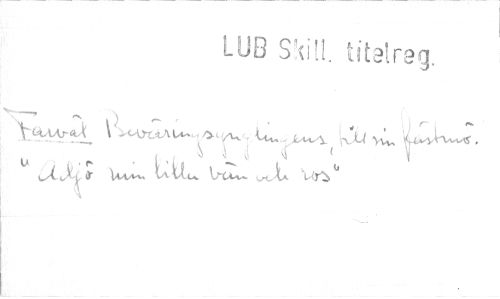 LUB Skill. titelreg.
Farväl Beväringsynglingens, till sin fästmö.
"Adjö min lilla vän och ros"